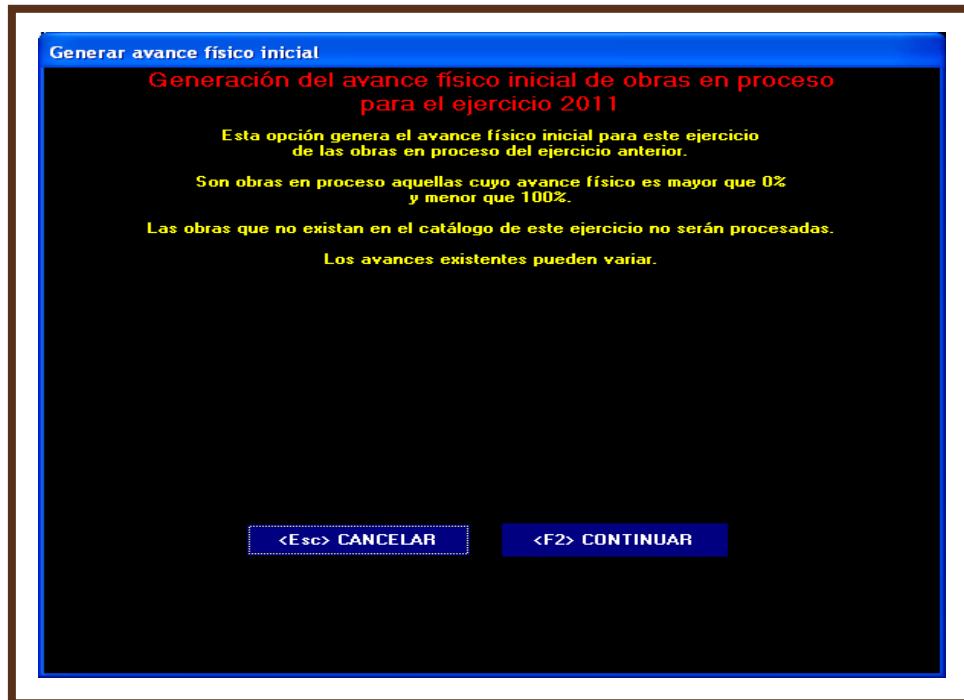 Generar avance físico inicial
Generación del avance físico inicial de obras en proceso
para el ejercicio 2011
Esta opción genera el avance físico inicial para este ejercicio
de las obras en proceso del ejercicio anterior.
Son obras en proceso aquellas cuyo avance físico es mayor que 0%
y menor que 100%.
Las obras que no existan en el catálogo de este ejercicio no serán procesadas.
Los avances existentes pueden variar.
<Esc> CANCELAR
<F2> CONTINUAR